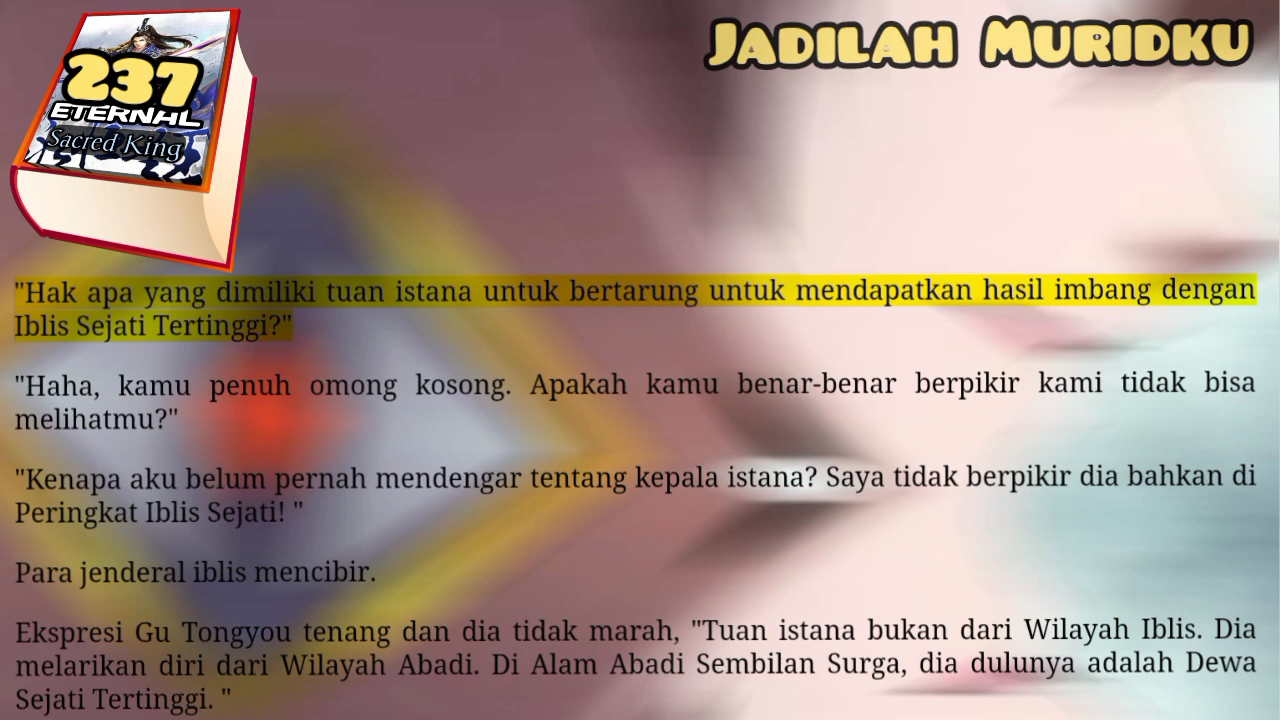 Jadilah Muridku
237
ETERNAL
Sacred King
"Hak apa yang dimiliki tuan istana untuk bertarung untuk mendapatkan hasil imbang dengan
Iblis Sejati Tertinggi?"
"Haha, kamu penuh omong kosong. Apakah kamu benar-benar berpikir kami tidak bisa
melihatmu?"
"Kenapa aku belum pernah mendengar tentang kepala istana? Saya tidak berpikir dia bahkan di
Peringkat Iblis Sejati! "
Para jenderal iblis mencibir.
Ekspresi Gu Tongyou tenang dan dia tidak marah, "Tuan istana bukan dari Wilayah Iblis. Dia
melarikan diri dari Wilayah Abadi. Di Alam Abadi Sembilan Surga, dia dulunya adalah Dewa
Sejati Tertinggi. "